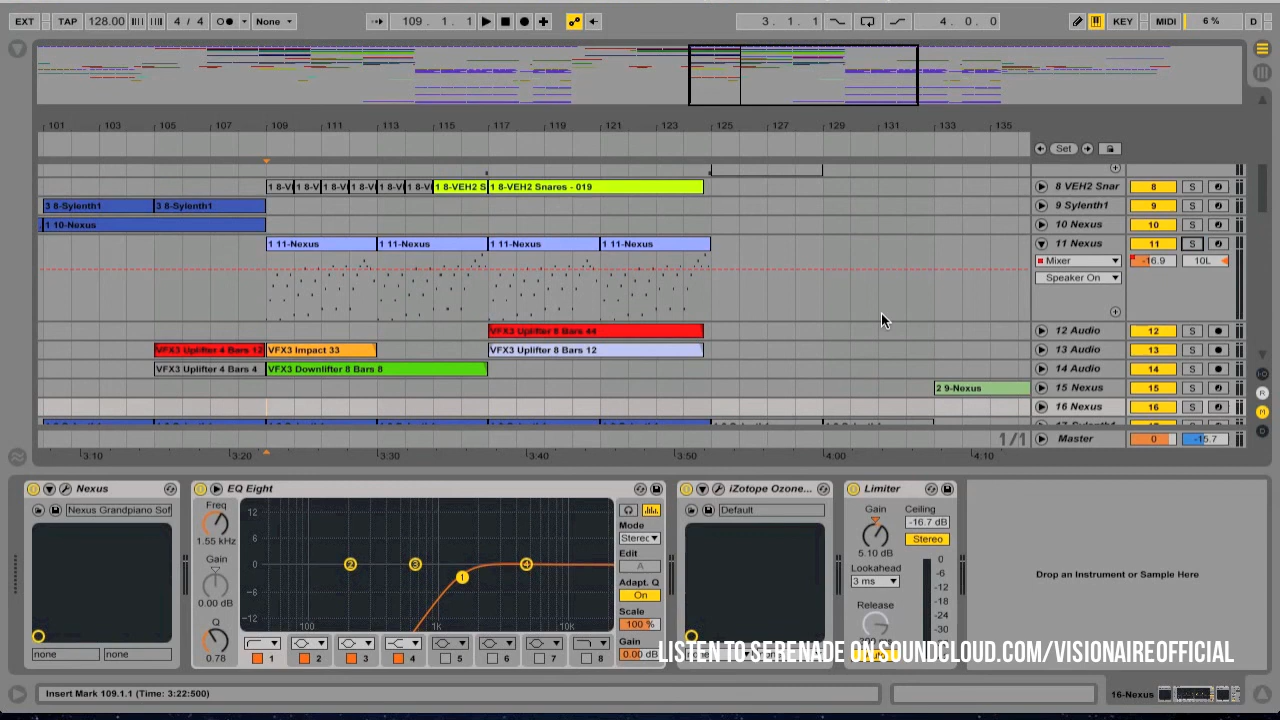 EXT TAP 128.00 4 / 4 None 109 . 1 . 1 3 . 1 . 1 4 . 0 . 0 KEY MIDI 6 % D
101 103 105 107 109 111 113 115 117 119 121 123 125 127 129 131 133 135
Set
1 8-VEH2 S 1 8-VEH2 Snares - 019 8 VEH2 Snar 8 S
3 8-Sylenth1 3 8-Sylenth1 9 Sylenth1 9 S
1 10-Nexus 10 Nexus 10 S
1 11-Nexus 1 11-Nexus 1 11-Nexus 1 11-Nexus 11 Nexus 11 S
Mixer -16.9 10L
Speaker On
VFX3 Uplifter 8 Bars 44 12 Audio 12 S
VFX3 Uplifter 4 Bars 12 VFX3 Impact 33 VFX3 Uplifter 8 Bars 12 13 Audio 13 S
VFX3 Uplifter 4 Bars 4 VFX3 Downlifter 8 Bars 8 14 Audio 14 S
2 9-Nexus 15 Nexus 15 S
16 Nexus 16 S
1/1 Master 0 -15.7
3:10 3:20 3:30 3:40 3:50 4:00 4:10
Nexus EQ Eight iZotope Ozone... Limiter
Nexus Grandpiano Sof Freq 12 6 0 -6 -12 Default Gain Ceiling
1.55 kHz Mode -16.7 dB
Stereo Stereo
Gain Edit 5.10 dB
A Lookahead 0
0.00 dB Adapt. Q 3 ms -6
On -12
Q Scale Release -18
100 % -24
0.78 100 1K 10K Gain -30
none none 1 2 3 4 5 6 7 8 0.00 dB
Drop an Instrument or Sample Here
LISTEN TO SERENADE ON SOUNDCLOUD.COM/VISIONAIREOFFICIAL
Insert Mark 109.1.1 (Time: 3:22:500) 16-Nexus